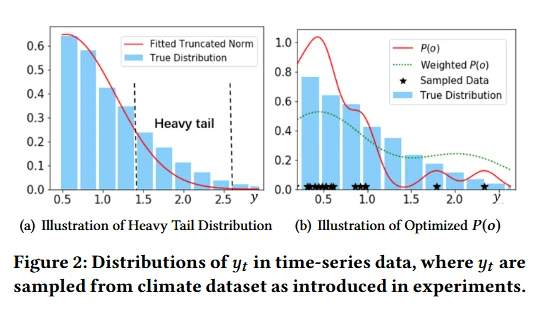 0.6
0.5
0.4
0.3
0.2
0.1
0.0
Fitted Truncated Norm
True Distribution
Heavy tail
0.5 1.0 1.5 2.0 2.5 y
(a) Illustration of Heavy Tail Distribution
1.0
0.8
0.6
0.4
0.2
0.0
P(o)
Weighted P(o)
Sampled Data
True Distribution
0.5 1.0 1.5 2.0 y
(b) Illustration of Optimized P(o)
Figure 2: Distributions of yₜ in time-series data, where yₜ are
sampled from climate dataset as introduced in experiments.